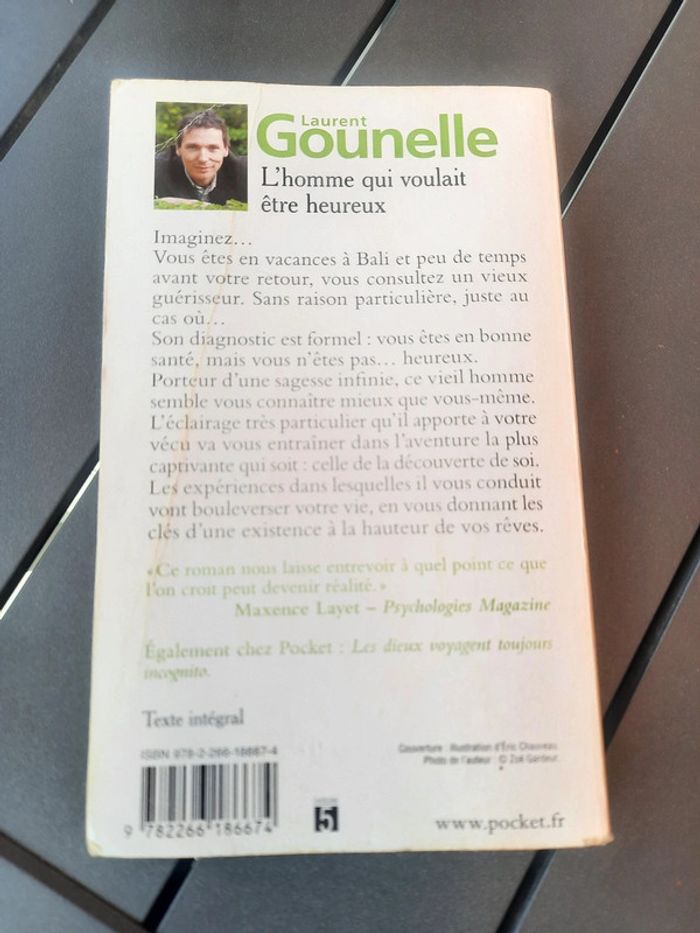 Laurent
Gounelle
L'homme qui voulait
être heureux
Imaginez…
Vous êtes en vacances à Bali et peu de temps
avant votre retour, vous consultez un vieux
guérisseur. Sans raison particulière, juste au
cas où…
Son diagnostic est formel : vous êtes en bonne
santé, mais vous n'êtes pas… heureux.
Porteur d'une sagesse infinie, ce vieil homme
semble vous connaître mieux que vous-même.
L'éclairage très particulier qu'il apporte à votre
vécu va vous entraîner dans l'aventure la plus
captivante qui soit : celle de la découverte de soi.
Les expériences dans lesquelles il vous conduit
vont bouleverser votre vie, en vous donnant les
clés d'une existence à la hauteur de vos rêves.
« Ce roman nous laisse entrevoir à quel point ce que
l'on croit peut devenir réalité. »
Maxence Layet – Psychologies Magazine
Également chez Pocket : Les dieux voyagent toujours
incognito.
Texte intégral
ISBN 978-2-266-18667-4
Couverture : illustration d'Éric Chauveau
Photo de l'auteur : © Zoé Gardeur
9 782266 186674
5
www.pocket.fr